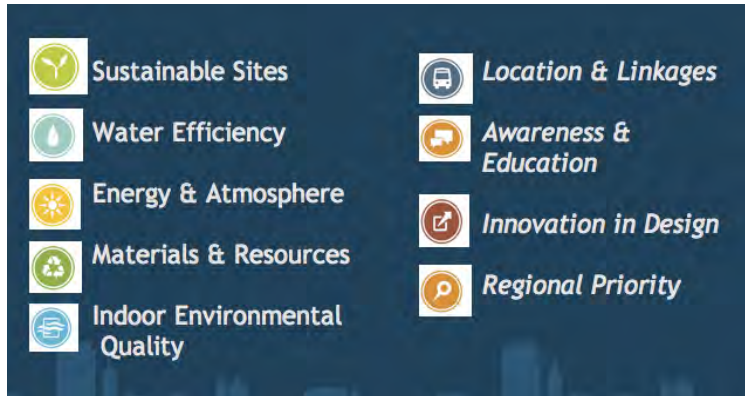 Sustainable Sites
Water Efficiency
Energy & Atmosphere
Materials & Resources
Indoor Environmental
Quality
Location & Linkages
Awareness &
Education
Innovation in Design
Regional Priority